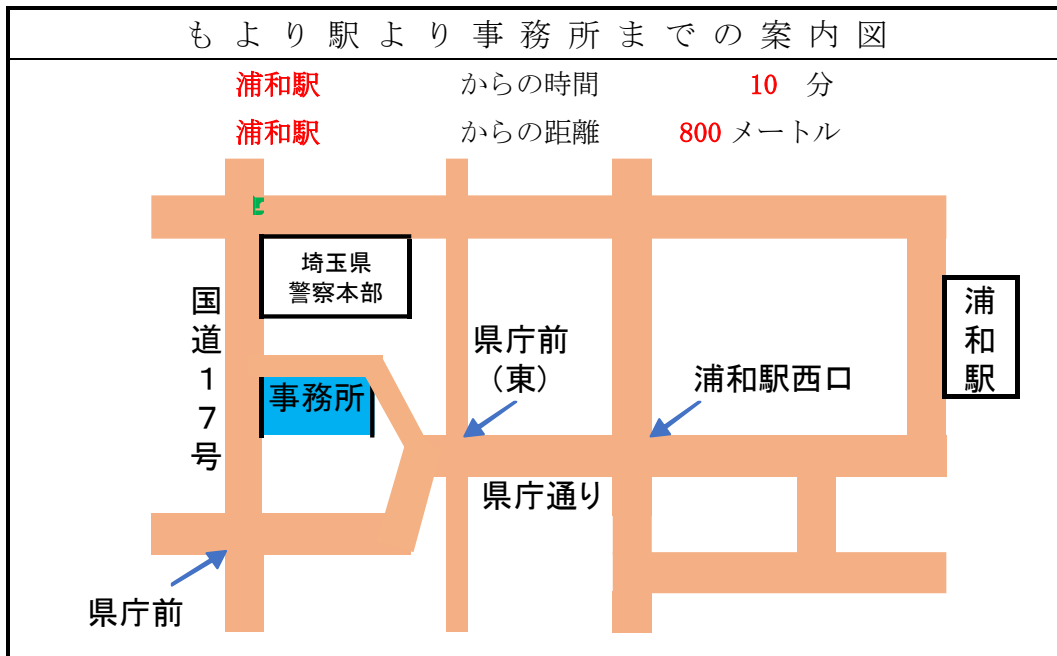 もより駅より事務所までの案内図
浦和駅 からの時間 10 分
浦和駅 からの距離 800 メートル
埼玉県
警察本部
国道17号
事務所
県庁前
(東)
浦和駅西口
浦和駅
県庁通り
県庁前